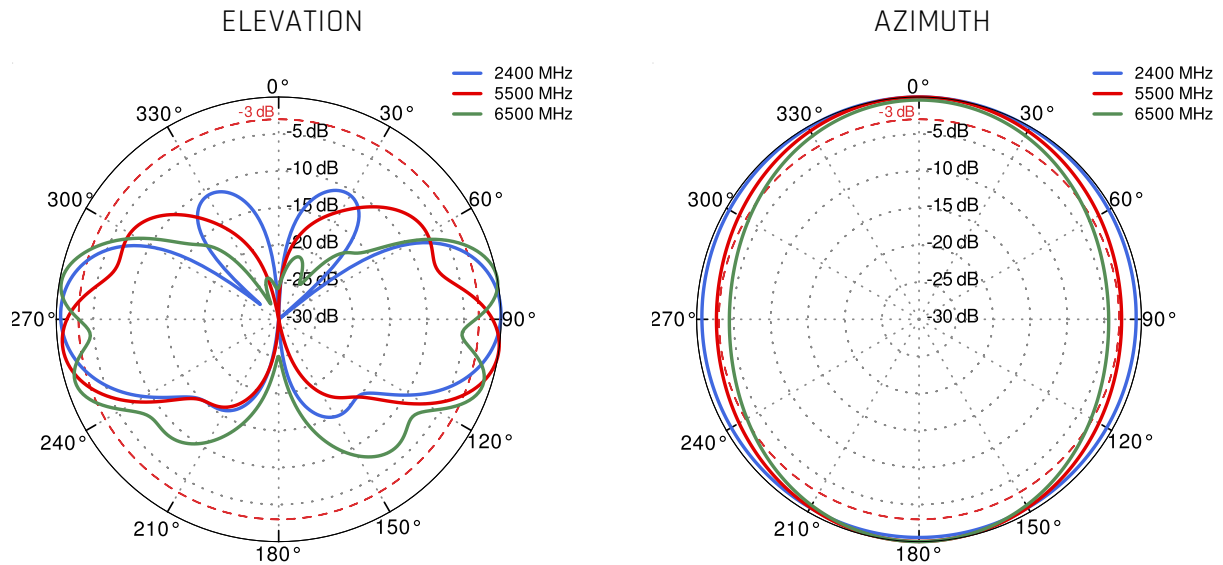 ELEVATION
2400 MHz
5500 MHz
6500 MHz
0°
330°
30°
-3 dB
-5 dB
-10 dB
300°
60°
-15 dB
-20 dB
-25 dB
270°
-30 dB
90°
240°
120°
210°
150°
180°
AZIMUTH
2400 MHz
5500 MHz
6500 MHz
0°
330°
30°
-3 dB
-5 dB
-10 dB
300°
60°
-15 dB
-20 dB
-25 dB
270°
-30 dB
90°
240°
120°
210°
150°
180°